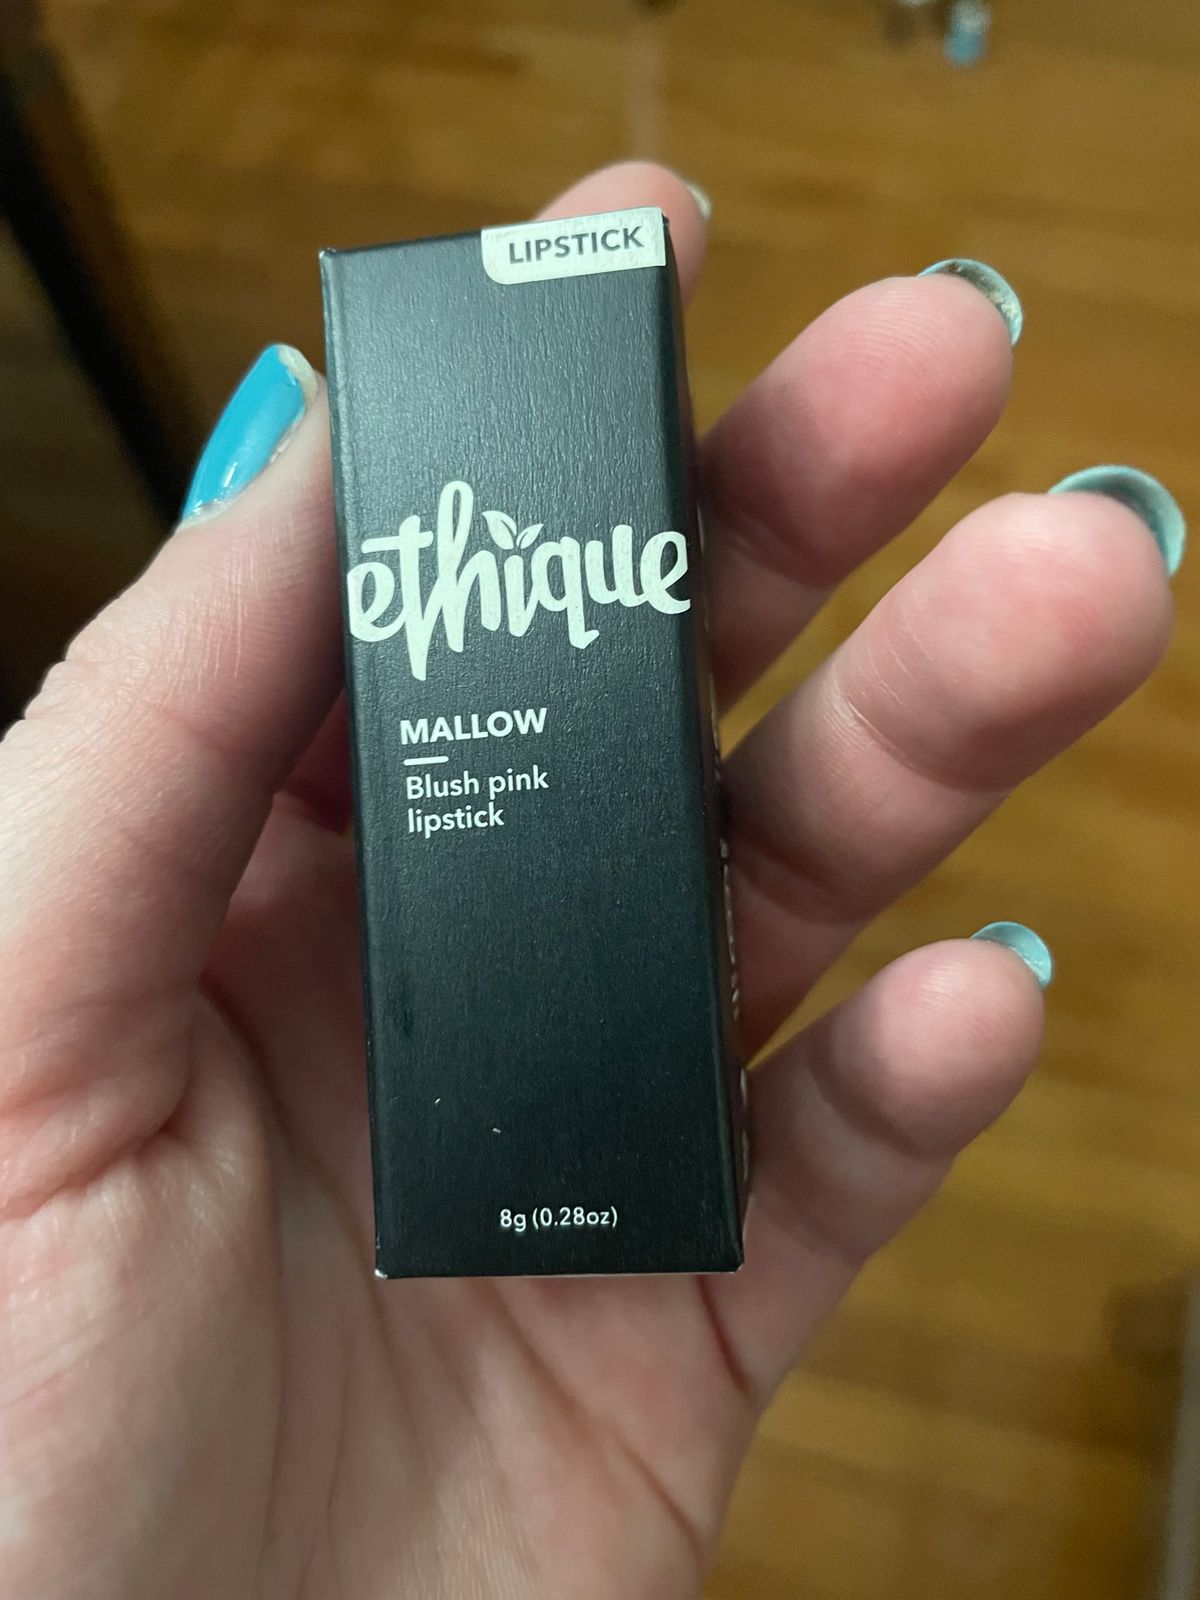 LIPSTICK
ethique
MALLOW
Blush pink
lipstick
8g (0.28oz)